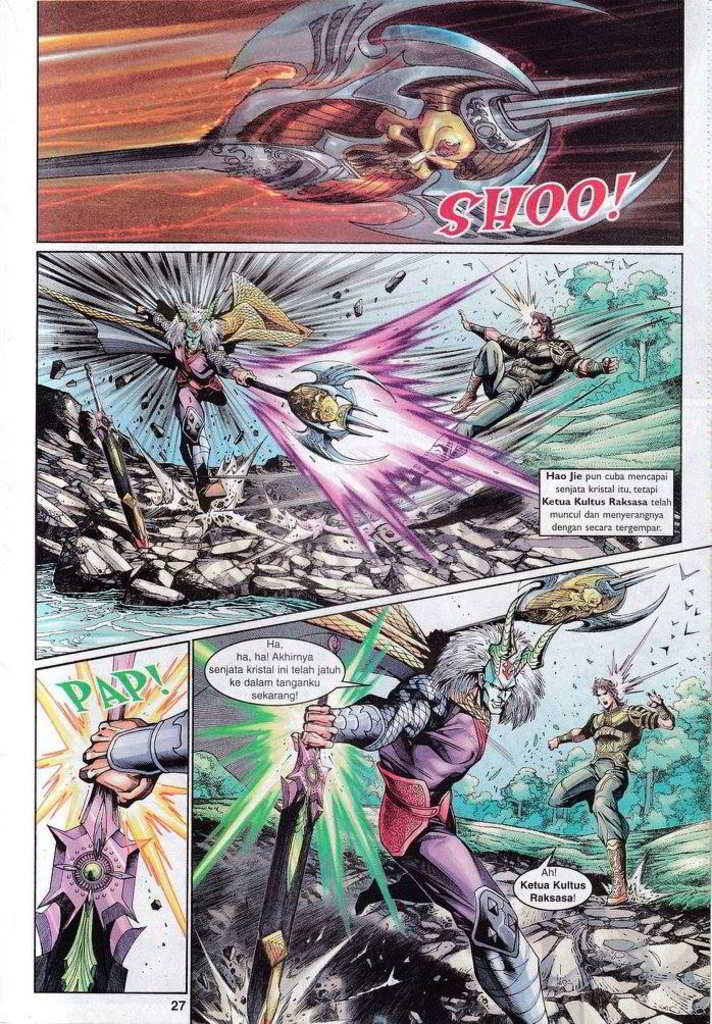 SHOO!
Hao Jie pun cuba mencapai
senjata kristal itu, tetapi
Ketua Kultus Raksasa telah
muncul dan menyerangnya
dengan secara tergempar.
PAP!
Ha,
ha, ha! Akhirnya
senjata kristal ini telah jatuh
ke dalam tanganku
sekarang!
Ah!
Ketua Kultus
Raksasa!
27